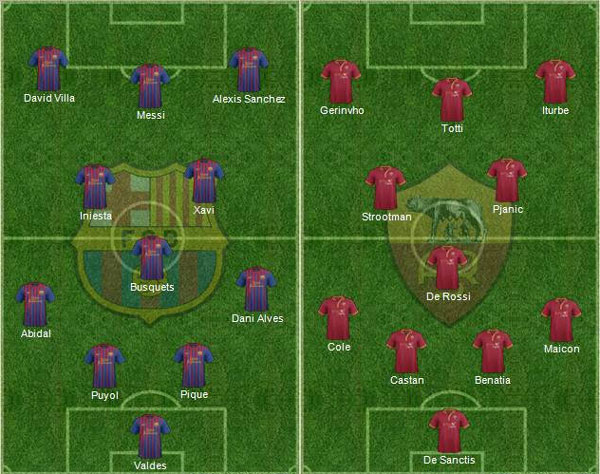 David Villa
Messi
Alexis Sanchez
Iniesta
Xavi
Busquets
Abidal
Dani Alves
Puyol
Pique
Valdes
Gerinvho
Totti
Iturbe
Strootman
Pjanic
De Rossi
Cole
Maicon
Castan
Benatia
De Sanctis
F C B